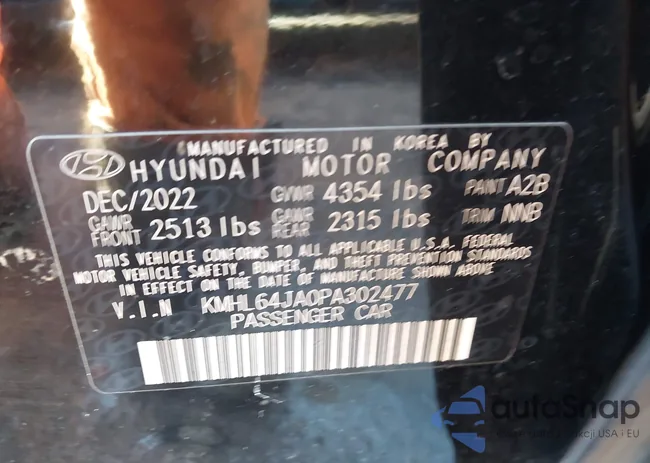 MANUFACTURED IN KOREA BY
HYUNDAI MOTOR COMPANY
DEC/2022 GVWR 4354 lbs PAINT A2B
GAWR FRONT 2513 lbs GAWR REAR 2315 lbs TRIM NNB
THIS VEHICLE CONFORMS TO ALL APPLICABLE U.S.A. FEDERAL
MOTOR VEHICLE SAFETY, BUMPER, AND THEFT PREVENTION STANDARDS
IN EFFECT ON THE DATE OF MANUFACTURE SHOWN ABOVE
V.I.N KMHL64JA0PA302477
PASSENGER CAR
autoSnap
USA i EU